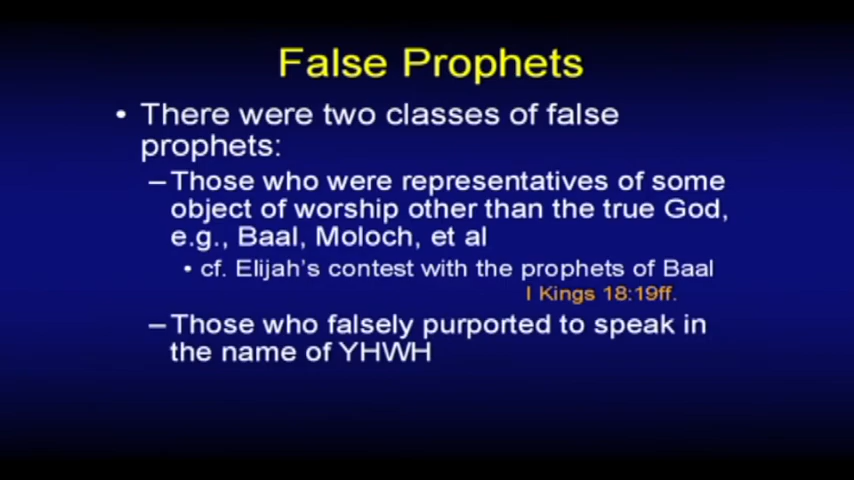 False Prophets
• There were two classes of false
prophets:
–Those who were representatives of some
object of worship other than the true God,
e.g., Baal, Moloch, et al
• cf. Elijah's contest with the prophets of Baal
I Kings 18:19ff.
–Those who falsely purported to speak in
the name of YHWH